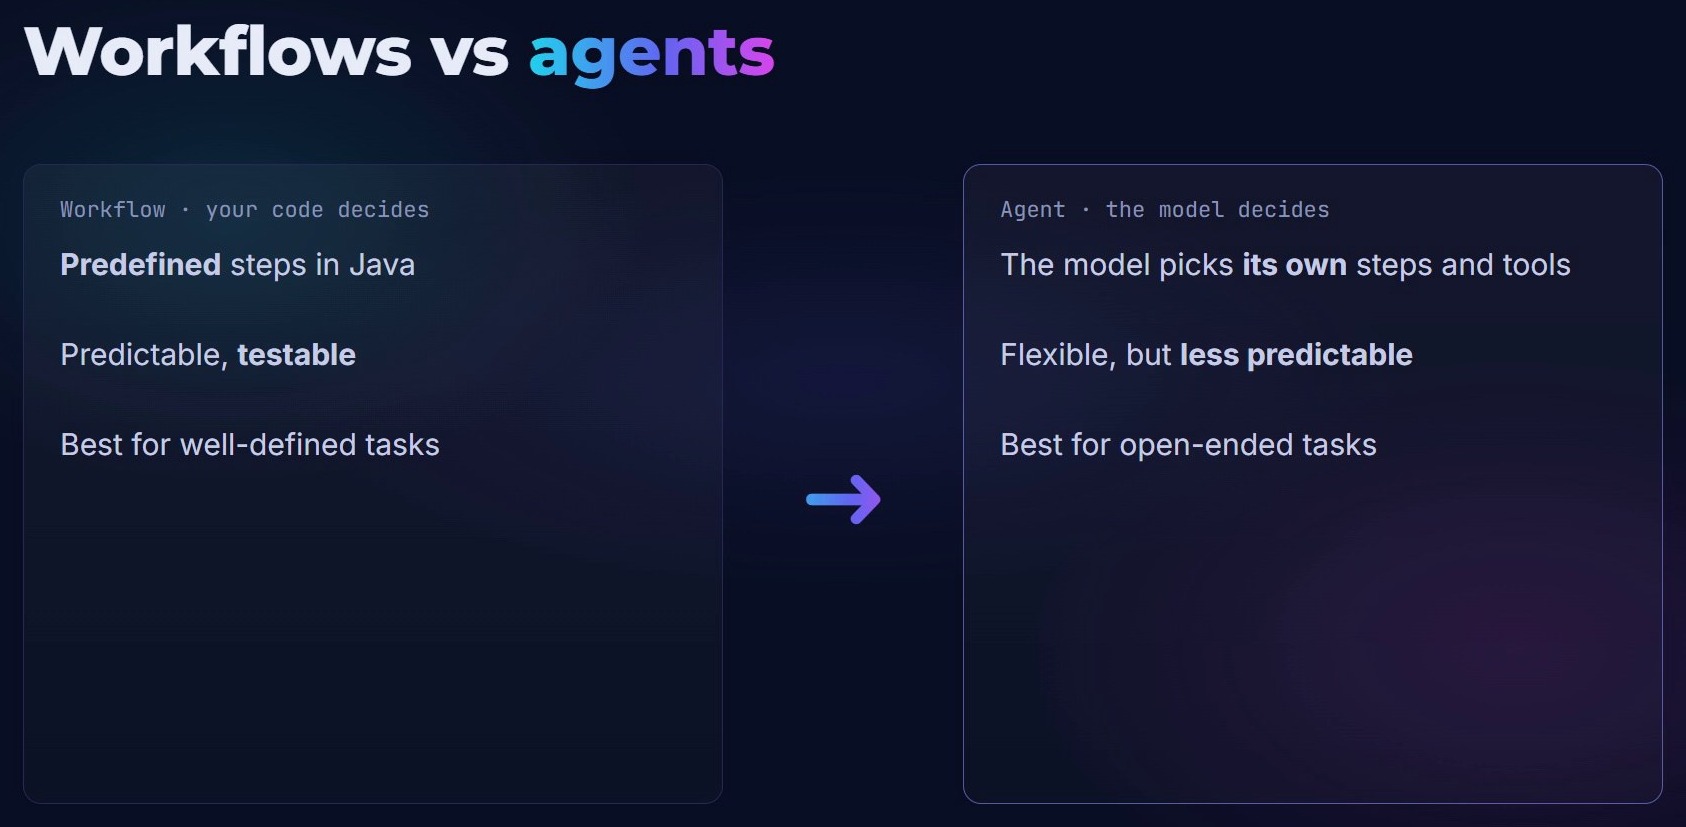 Workflows vs agents
Workflow · your code decides
Predefined steps in Java
Predictable, testable
Best for well-defined tasks
Agent · the model decides
The model picks its own steps and tools
Flexible, but less predictable
Best for open-ended tasks